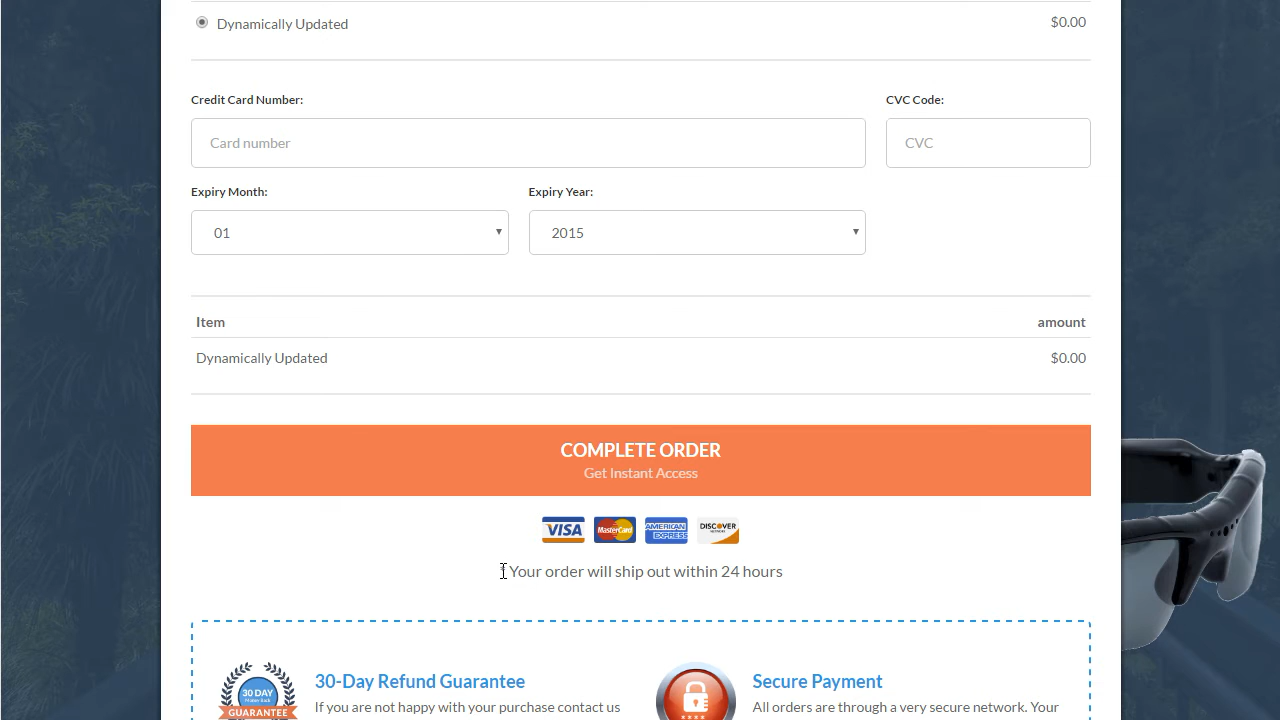 Dynamically Updated $0.00
Credit Card Number: CVC Code:
Card number CVC
Expiry Month: Expiry Year:
01 2015
Item amount
Dynamically Updated $0.00
COMPLETE ORDER
Get Instant Access
VISA MasterCard AMERICAN EXPRESS DISCOVER
Your order will ship out within 24 hours
30-Day Refund Guarantee Secure Payment
30 DAY
Money-Back
GUARANTEE
If you are not happy with your purchase contact us All orders are through a very secure network. Your